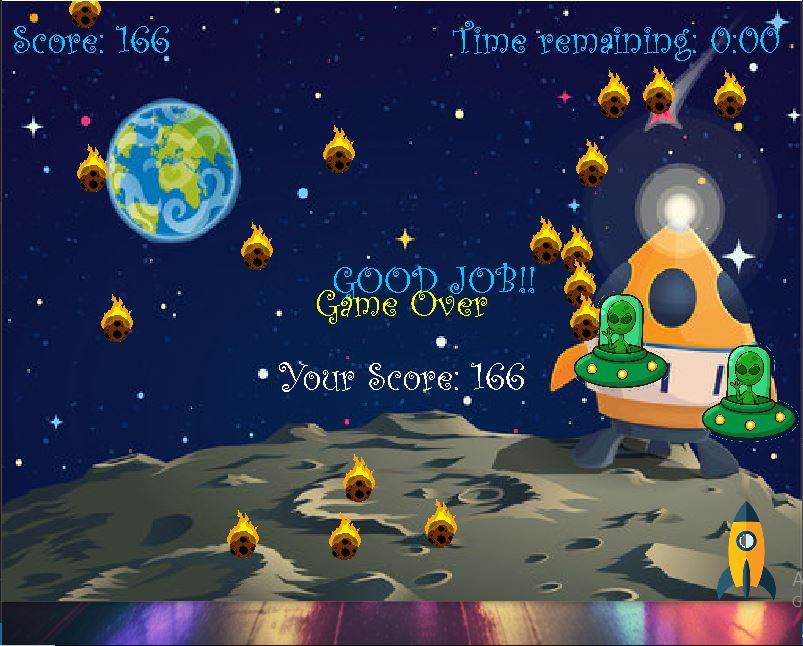 Score: 166
Time remaining: 0:00
GOOD JOB!!
Game Over
Your Score: 166